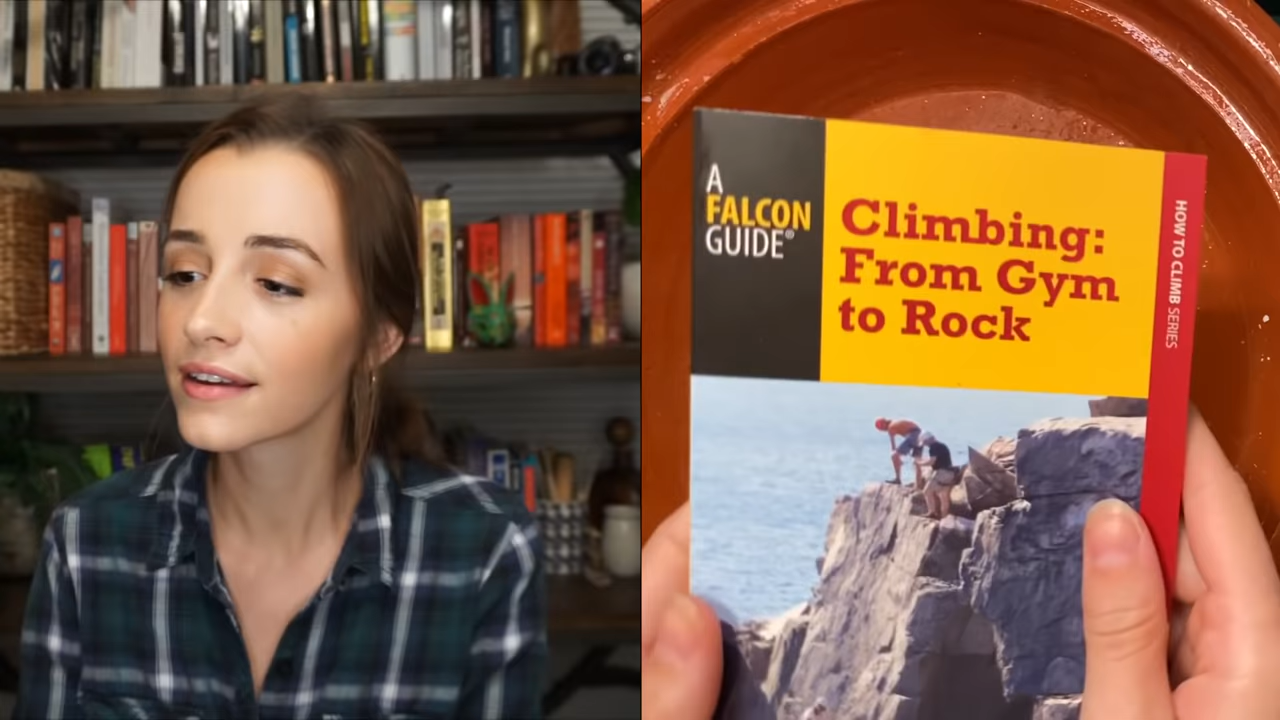 A
FALCON
GUIDE®
Climbing:
From Gym
to Rock
HOW TO CLIMB SERIES